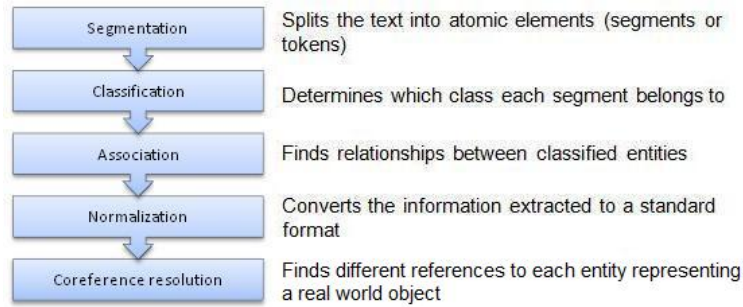 Segmentation
Splits the text into atomic elements (segments or
tokens)
Classification
Determines which class each segment belongs to
Association
Finds relationships between classified entities
Normalization
Converts the information extracted to a standard
format
Coreference resolution
Finds different references to each entity representing
a real world object